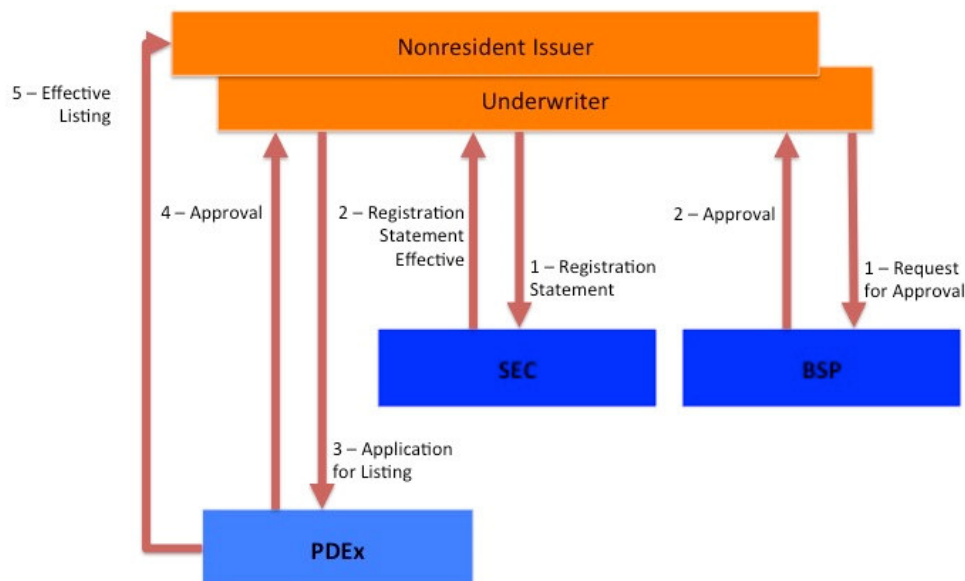 Nonresident Issuer
Underwriter
5 – Effective
Listing
4 – Approval
2 – Registration
Statement
Effective
1 – Registration
Statement
2 – Approval
1 – Request
for Approval
SEC
BSP
3 – Application
for Listing
PDEx